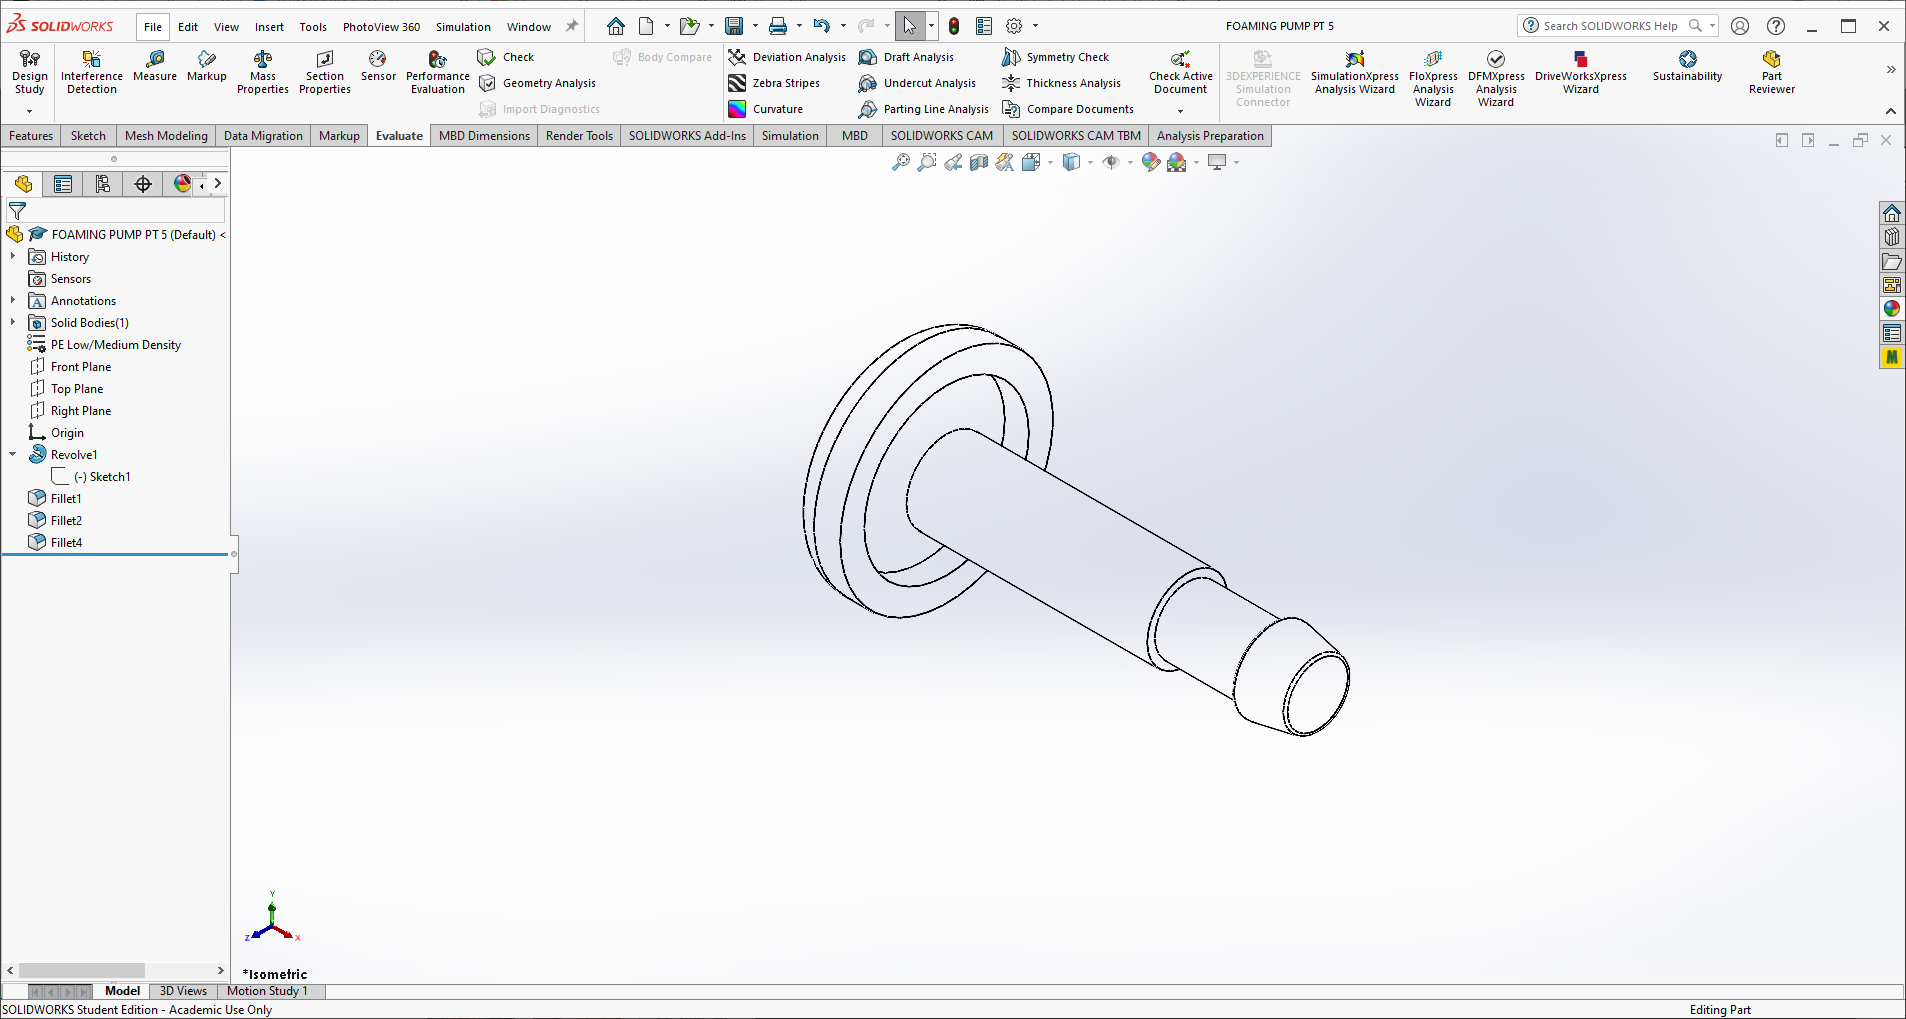 SOLIDWORKS File Edit View Insert Tools PhotoView 360 Simulation Window FOAMING PUMP PT 5 Search SOLIDWORKS Help
Design Study
Interference Detection
Measure
Markup
Mass Properties
Section Properties
Sensor
Performance Evaluation
Check
Geometry Analysis
Import Diagnostics
Body Compare
Deviation Analysis
Zebra Stripes
Curvature
Draft Analysis
Undercut Analysis
Parting Line Analysis
Symmetry Check
Thickness Analysis
Compare Documents
Check Active Document
3DEXPERIENCE Simulation Connector
SimulationXpress Analysis Wizard
FloXpress Analysis Wizard
DFMXpress Analysis Wizard
DriveWorksXpress Wizard
Sustainability
Part Reviewer
Features Sketch Mesh Modeling Data Migration Markup Evaluate MBD Dimensions Render Tools SOLIDWORKS Add-Ins Simulation MBD SOLIDWORKS CAM SOLIDWORKS CAM TBM Analysis Preparation
FOAMING PUMP PT 5 (Default) <
History
Sensors
Annotations
Solid Bodies(1)
PE Low/Medium Density
Front Plane
Top Plane
Right Plane
Origin
Revolve1
(-) Sketch1
Fillet1
Fillet2
Fillet4
M
Y
Z
X
*Isometric
Model 3D Views Motion Study 1
SOLIDWORKS Student Edition - Academic Use Only
Editing Part